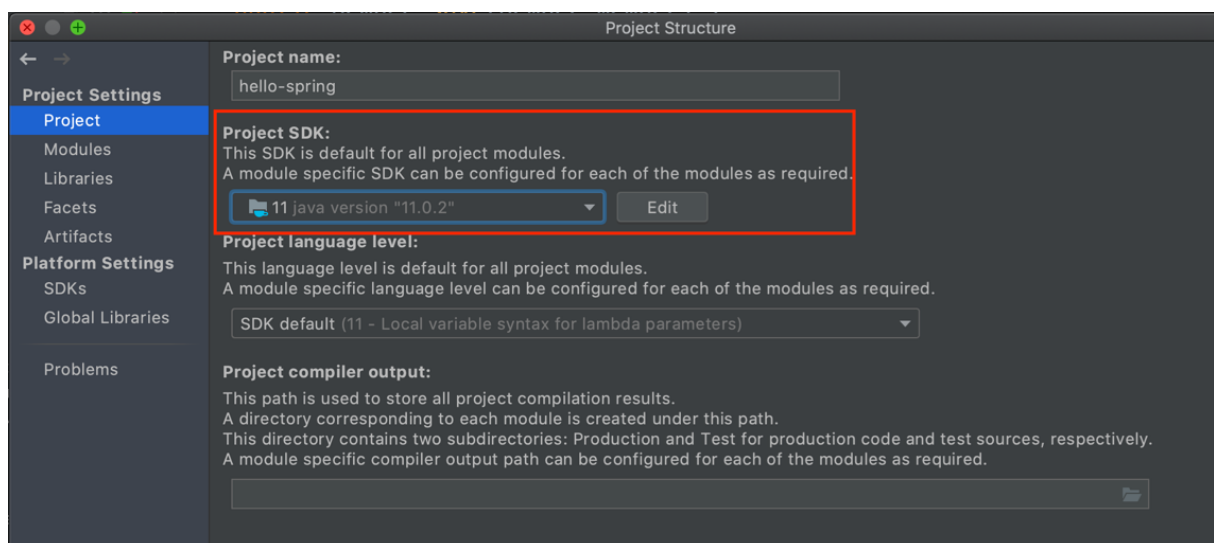 Project Structure
Project name:
hello-spring
Project Settings
Project
Modules
Libraries
Facets
Artifacts
Platform Settings
SDKs
Global Libraries
Problems
Project SDK:
This SDK is default for all project modules.
A module specific SDK can be configured for each of the modules as required.
11 java version "11.0.2"
Edit
Project language level:
This language level is default for all project modules.
A module specific language level can be configured for each of the modules as required.
SDK default (11 - Local variable syntax for lambda parameters)
Project compiler output:
This path is used to store all project compilation results.
A directory corresponding to each module is created under this path.
This directory contains two subdirectories: Production and Test for production code and test sources, respectively.
A module specific compiler output path can be configured for each of the modules as required.